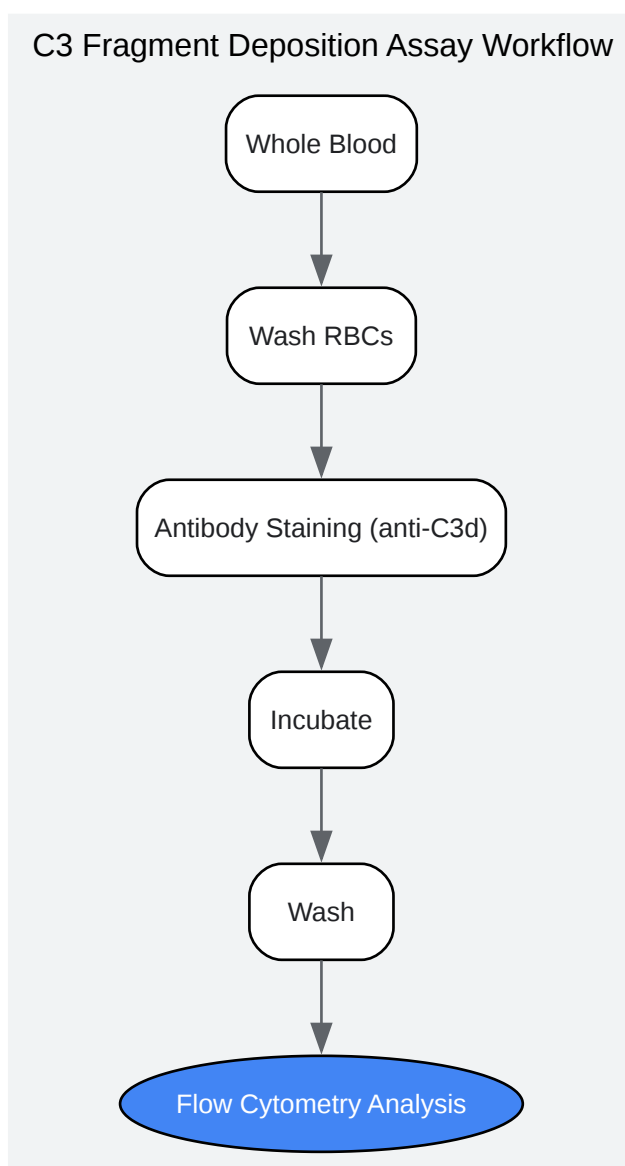 C3 Fragment Deposition Assay Workflow
Whole Blood
Wash RBCs
Antibody Staining (anti-C3d)
Incubate
Wash
Flow Cytometry Analysis